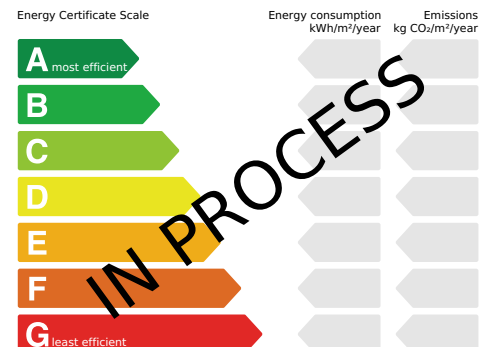 Energy Certificate Scale
Energy consumption
kWh/m²/year
Emissions
kg CO₂/m²/year
A most efficient
B
C
D
E
F
G least efficient
IN PROCESS